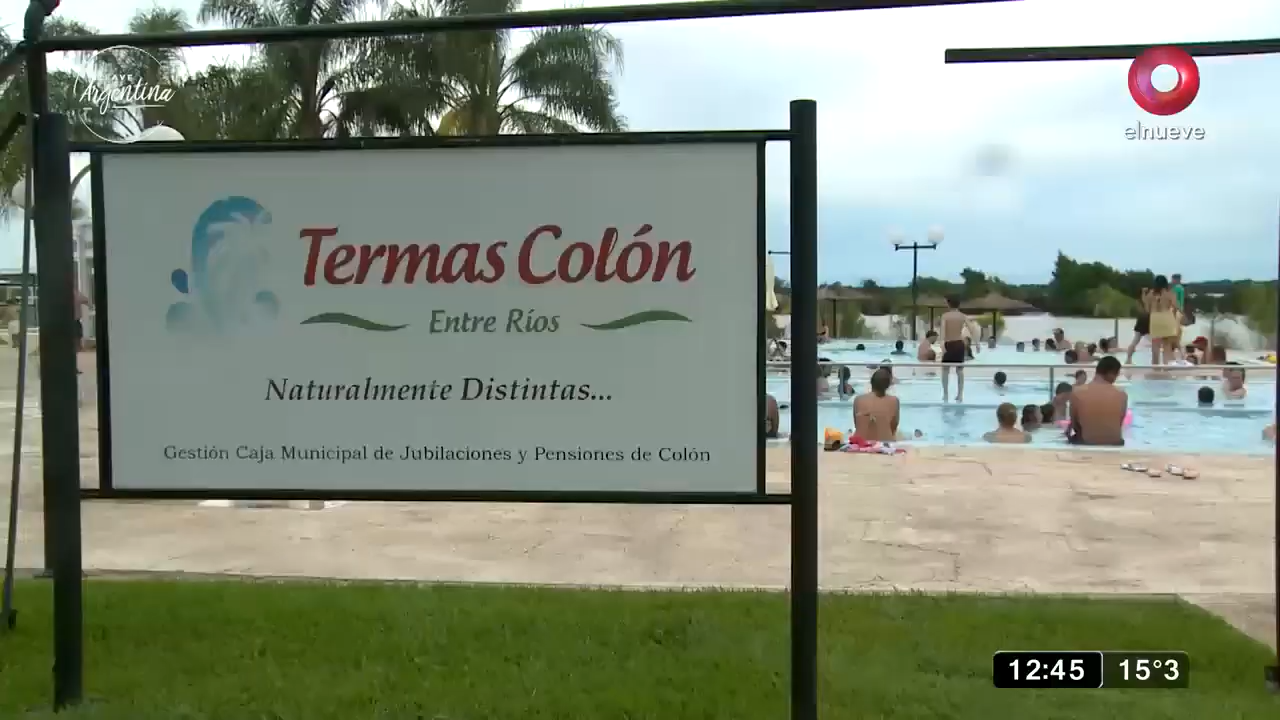 Argentina
elnueve
Termas Colón
Entre Ríos
Naturalmente Distintas...
Gestión Caja Municipal de Jubilaciones y Pensiones de Colón
12:45 15°3